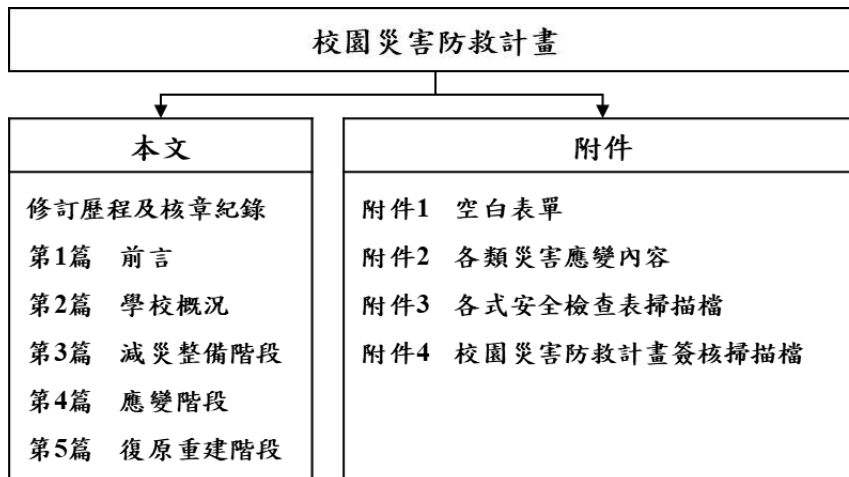 校園災害防救計畫
本文
修訂歷程及核章紀錄
第1篇 前言
第2篇 學校概況
第3篇 減災整備階段
第4篇 應變階段
第5篇 復原重建階段
附件
附件1 空白表單
附件2 各類災害應變內容
附件3 各式安全檢查表掃描檔
附件4 校園災害防救計畫簽核掃描檔